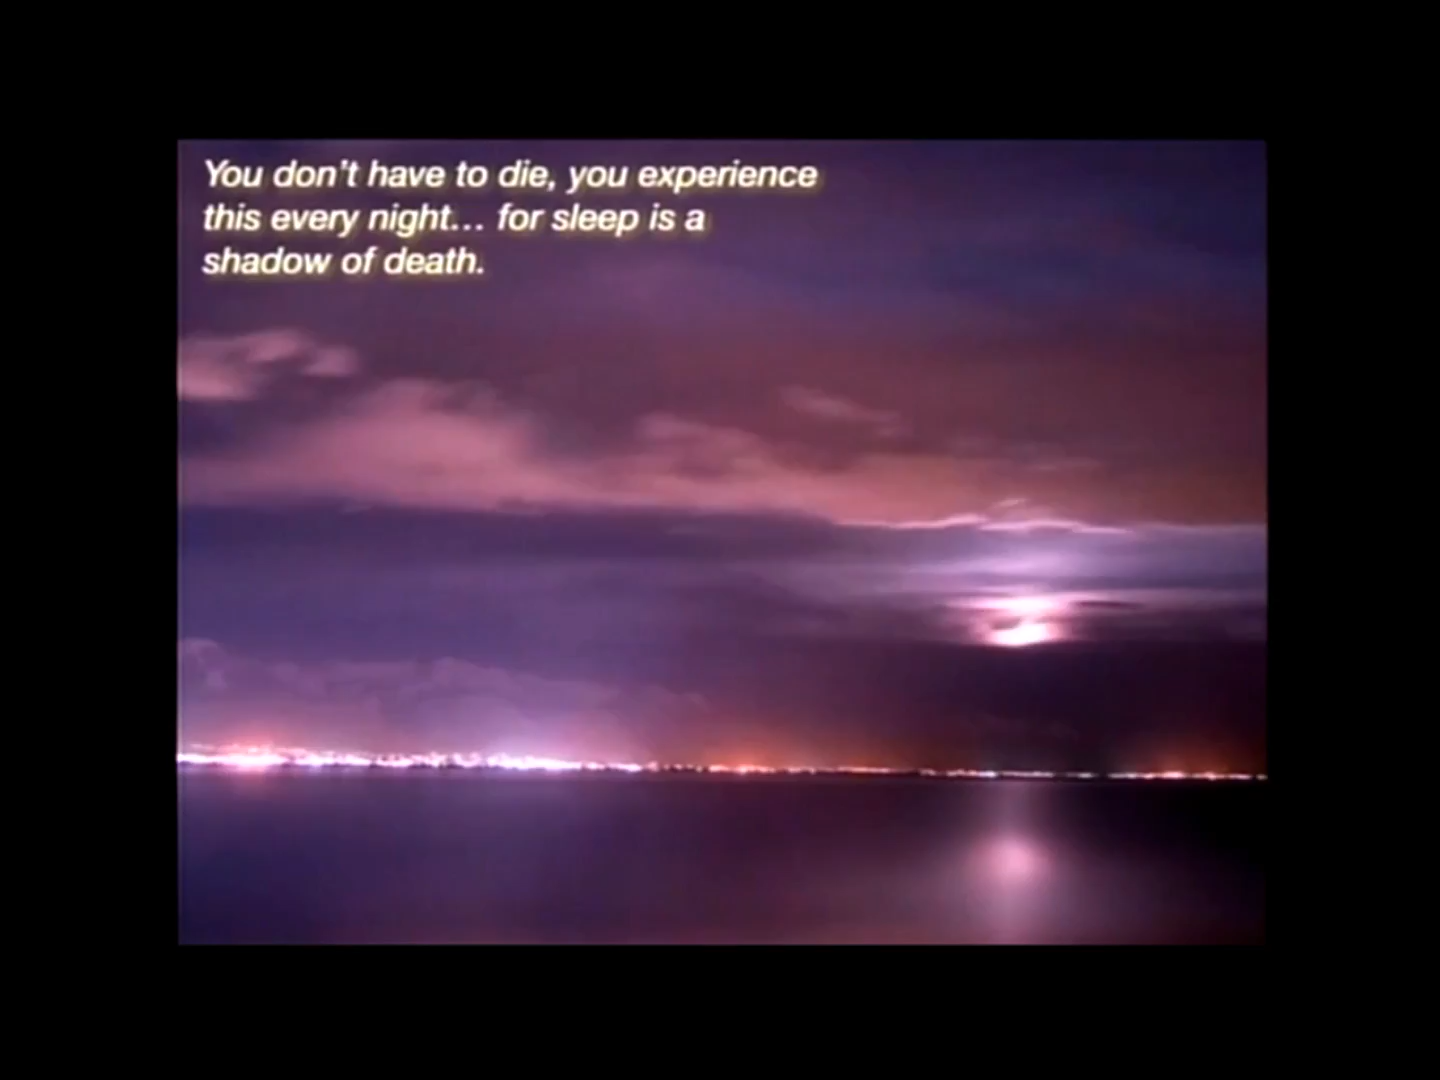 You don't have to die, you experience
this every night... for sleep is a
shadow of death.